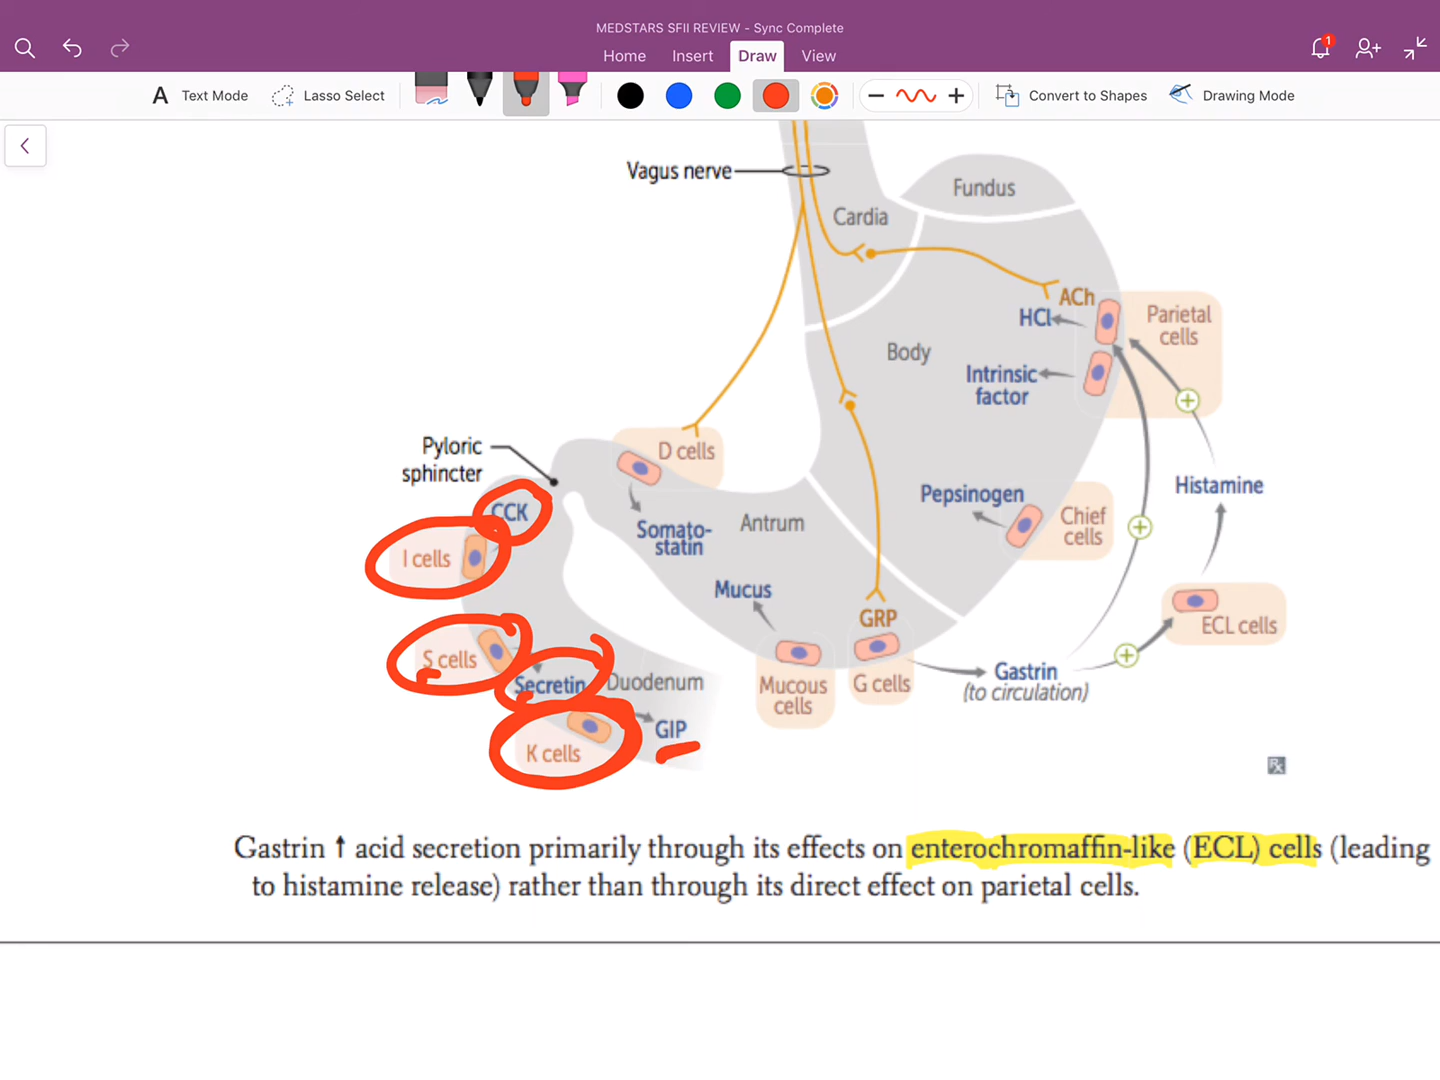 MEDSTARS SFII REVIEW - Sync Complete
Home Insert Draw View
1
A Text Mode Lasso Select Convert to Shapes Drawing Mode
Vagus nerve
Fundus
Cardia
ACh
HCl
Parietal
cells
Body
Intrinsic
factor
Pyloric
sphincter
D cells
CCK
Pepsinogen
Histamine
Chief
cells
Somato-
statin
Antrum
I cells
Mucus
GRP
ECL cells
S cells
Secretin
Duodenum
Mucous
cells
G cells
Gastrin
(to circulation)
GIP
K cells
Rx
Gastrin ↑ acid secretion primarily through its effects on enterochromaffin-like (ECL) cells (leading
to histamine release) rather than through its direct effect on parietal cells.